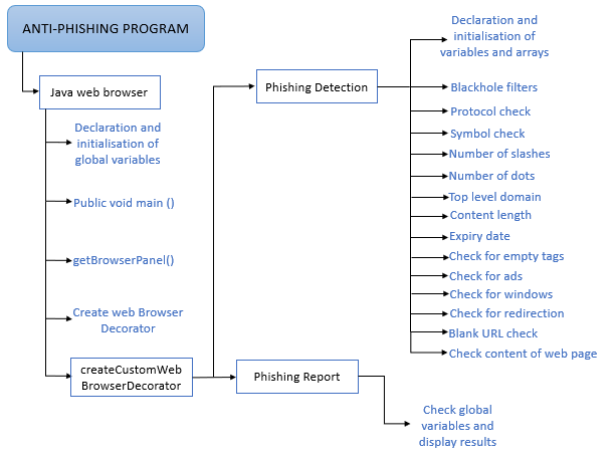 ANTI-PHISHING PROGRAM
Java web browser
Declaration and
initialisation of
global variables
Public void main ()
getBrowserPanel()
Create web Browser
Decorator
createCustomWeb
BrowserDecorator
Phishing Detection
Declaration and
initialisation of
variables and arrays
Blackhole filters
Protocol check
Symbol check
Number of slashes
Number of dots
Top level domain
Content length
Expiry date
Check for empty tags
Check for ads
Check for windows
Check for redirection
Blank URL check
Check content of web page
Phishing Report
Check global
variables and
display results